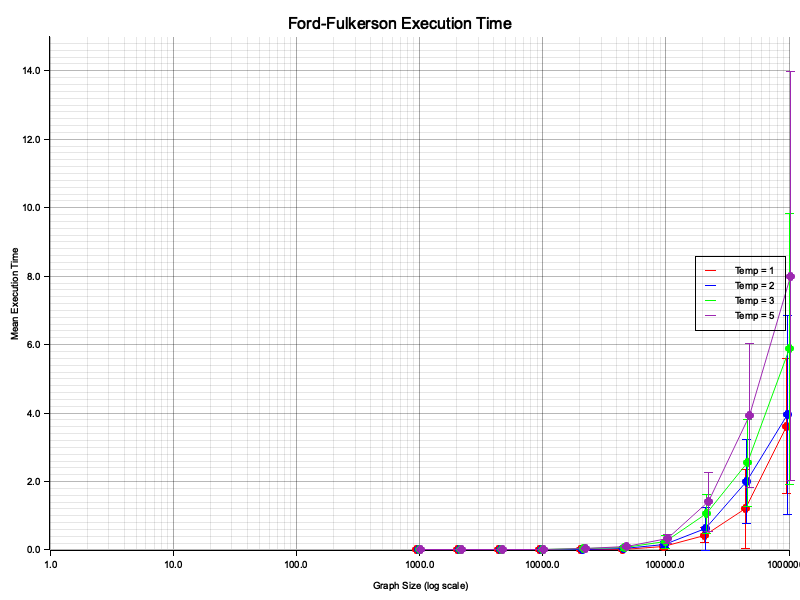 Ford-Fulkerson Execution Time
14.0
12.0
10.0
8.0
6.0
4.0
2.0
0.0
Mean Execution Time
Temp = 1
Temp = 2
Temp = 3
Temp = 5
1.0 10.0 100.0 1000.0 10000.0 100000.0 1000000
Graph Size (log scale)